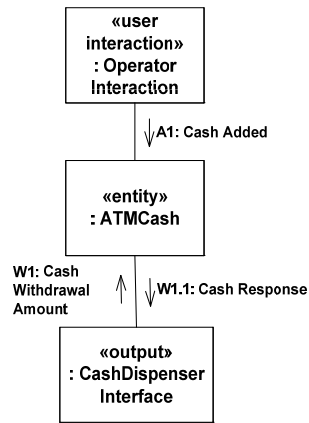 «user
interaction»
: Operator
Interaction
A1: Cash Added
«entity»
: ATMCash
W1: Cash
Withdrawal
Amount
W1.1: Cash Response
«output»
: CashDispenser
Interface